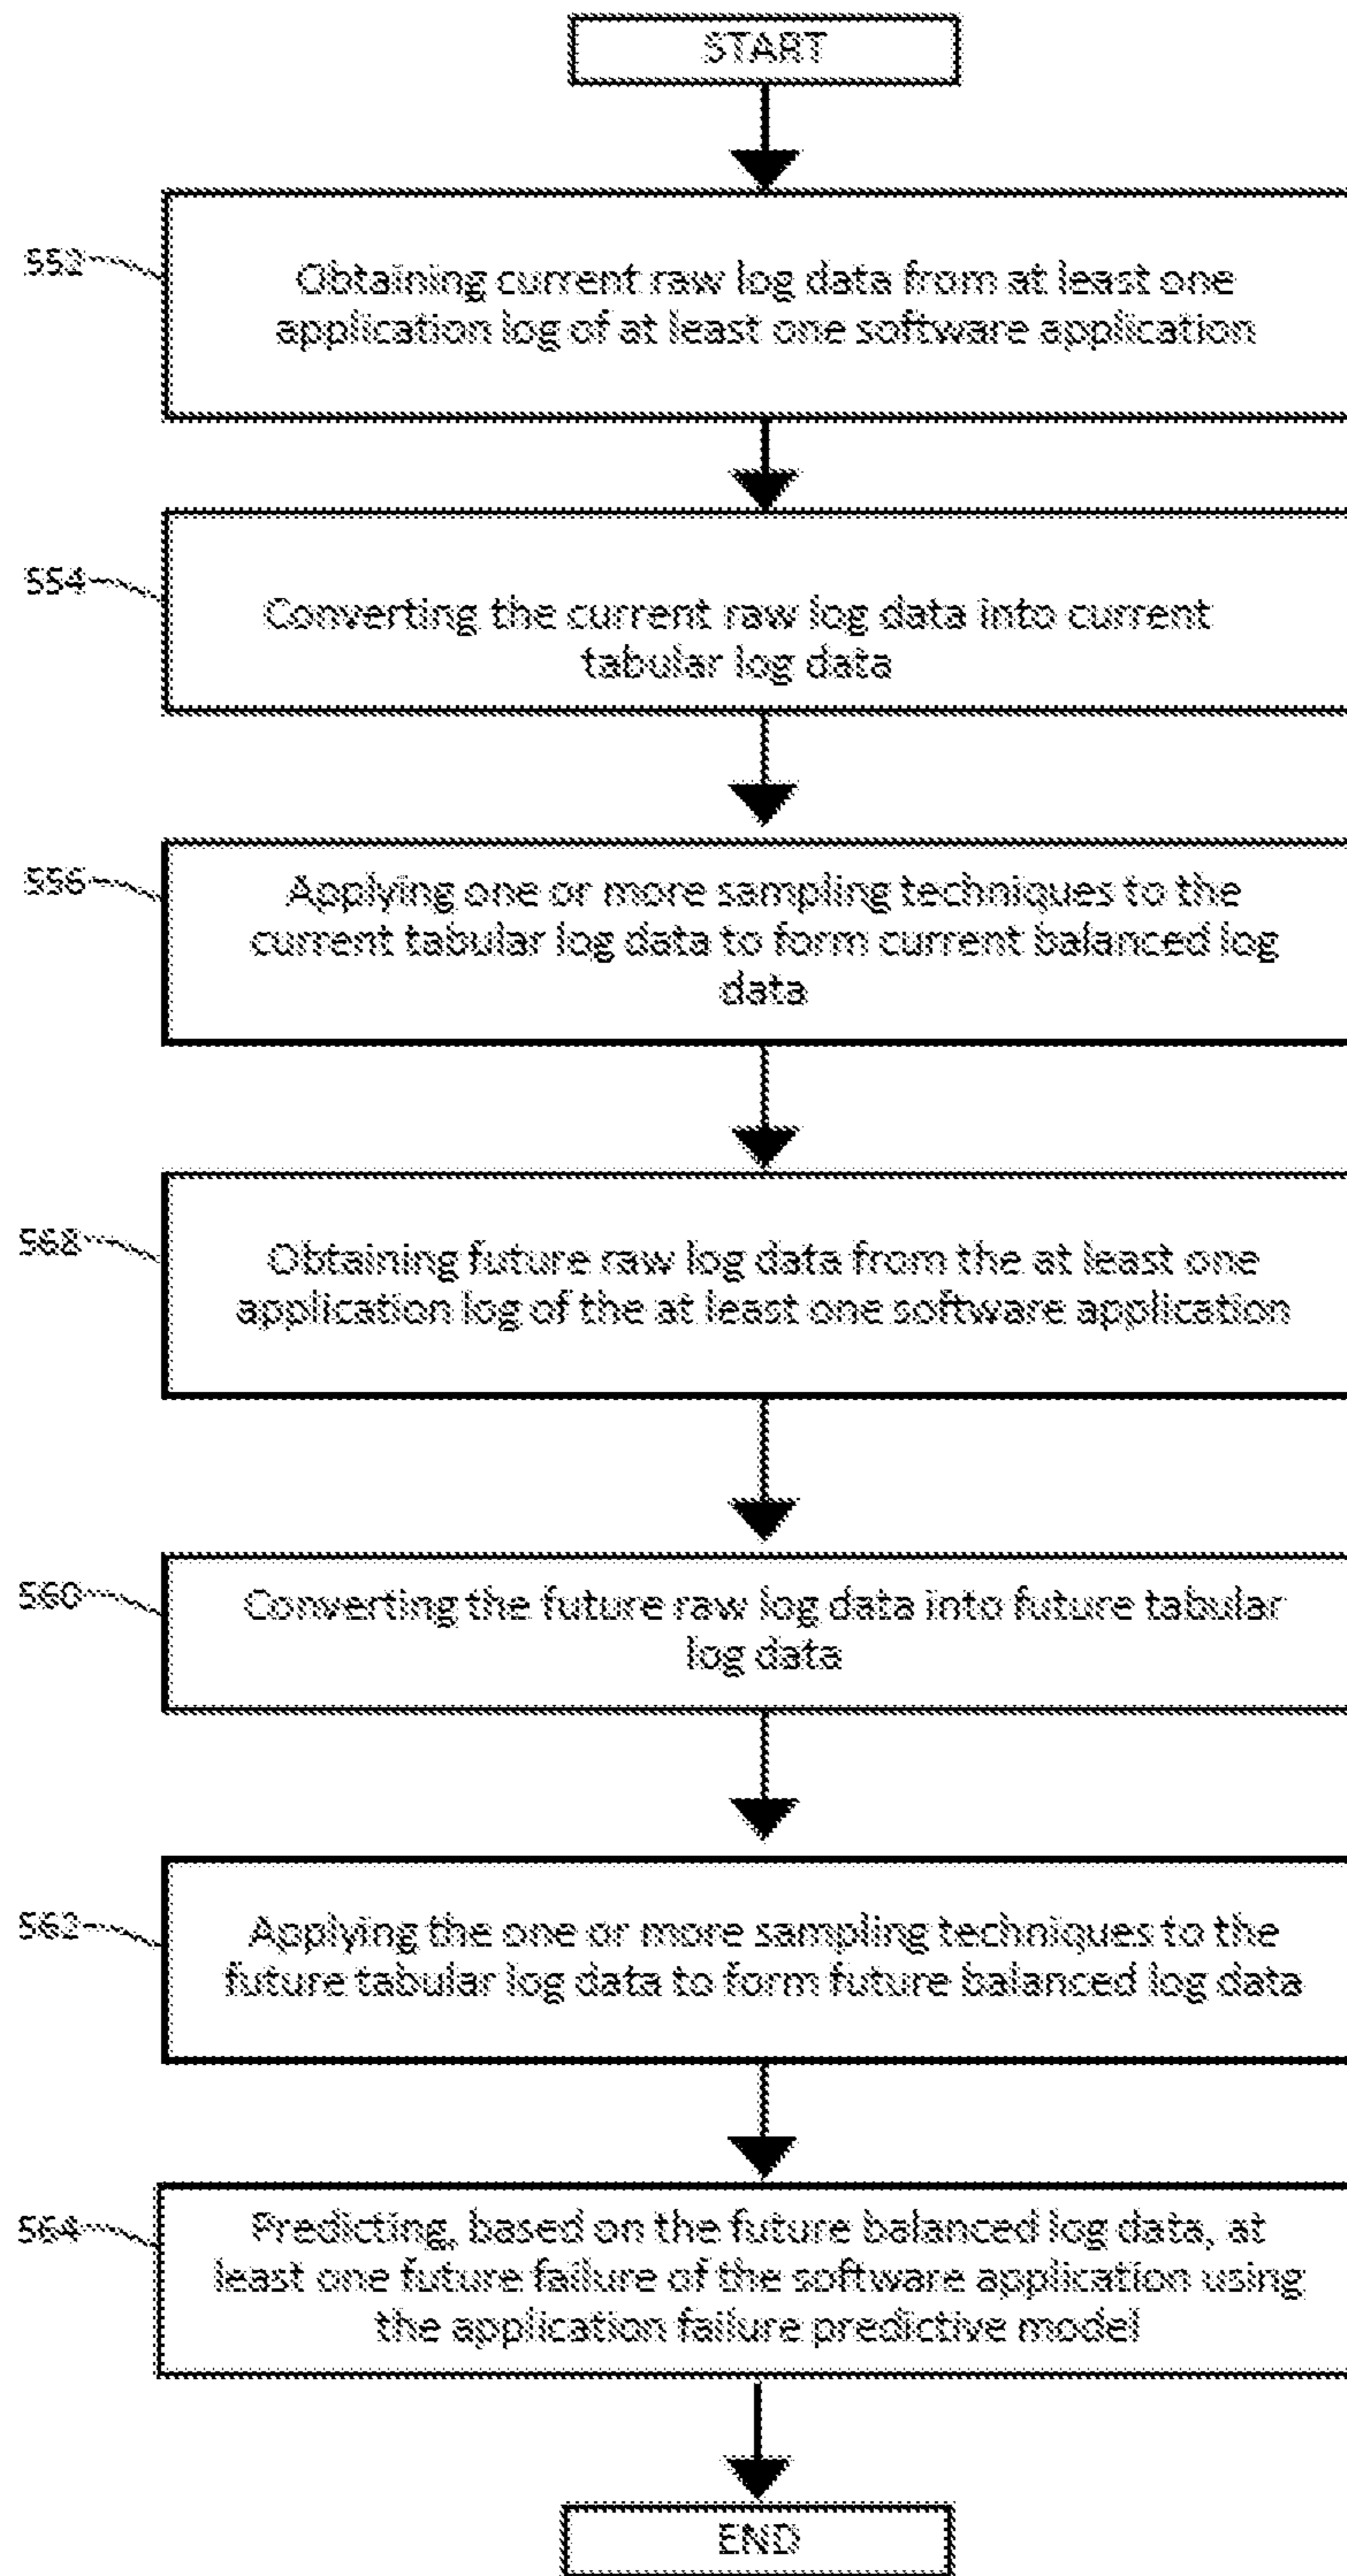 START
552
Obtaining current raw log data from at least one
application log of at least one software application
554
Converting the current raw log data into current
tabular log data
556
Applying one or more sampling techniques to the
current tabular log data to form current balanced log
data
568
Obtaining future raw log data from the at least one
application log of the at least one software application
560
Converting the future raw log data into future tabular
log data
562
Applying the one or more sampling techniques to the
future tabular log data to form future balanced log data
564
Predicting, based on the future balanced log data, at
least one future failure of the software application using
the application failure predictive model
END